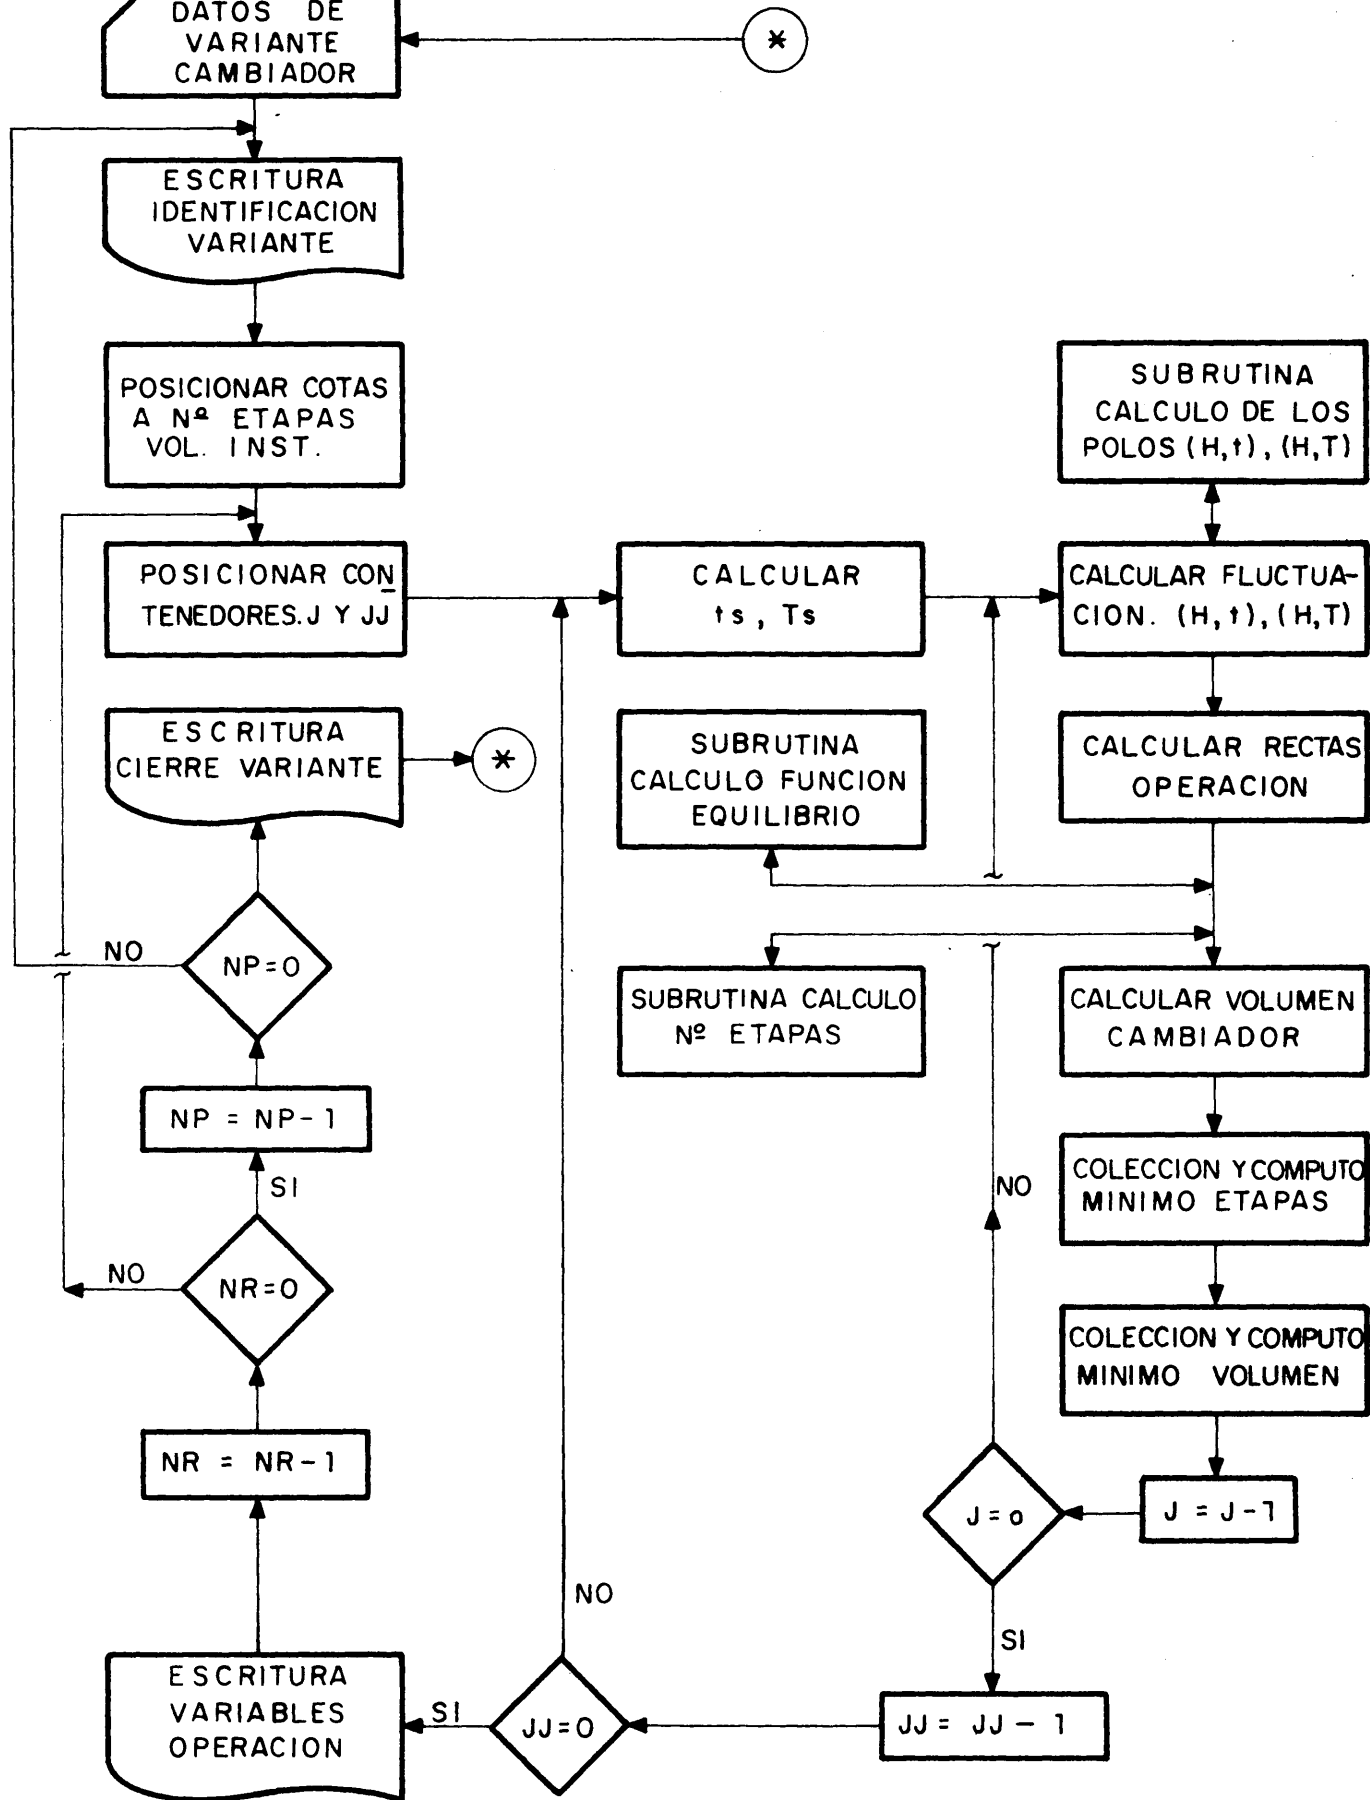 DATOS DE
VARIANTE
CAMBIADOR
*
ESCRITURA
IDENTIFICACION
VARIANTE
POSICIONAR COTAS
A Nº ETAPAS
VOL. INST.
POSICIONAR CON
TENEDORES.J Y JJ
CALCULAR
ts, Ts
SUBRUTINA
CALCULO DE LOS
POLOS (H,t), (H,T)
CALCULAR FLUCTUA-
CION. (H,t), (H,T)
CALCULAR RECTAS
OPERACION
SUBRUTINA
CALCULO FUNCION
EQUILIBRIO
SUBRUTINA CALCULO
Nº ETAPAS
CALCULAR VOLUMEN
CAMBIADOR
COLECCION Y COMPUTO
MINIMO ETAPAS
COLECCION Y COMPUTO
MINIMO VOLUMEN
J = J-1
J=o
NO
SI
JJ = JJ - 1
JJ=0
NO
SI
ESCRITURA
VARIABLES
OPERACION
NR = NR-1
NR=0
NO
SI
NP = NP-1
NP=0
NO
ESCRITURA
CIERRE VARIANTE
*